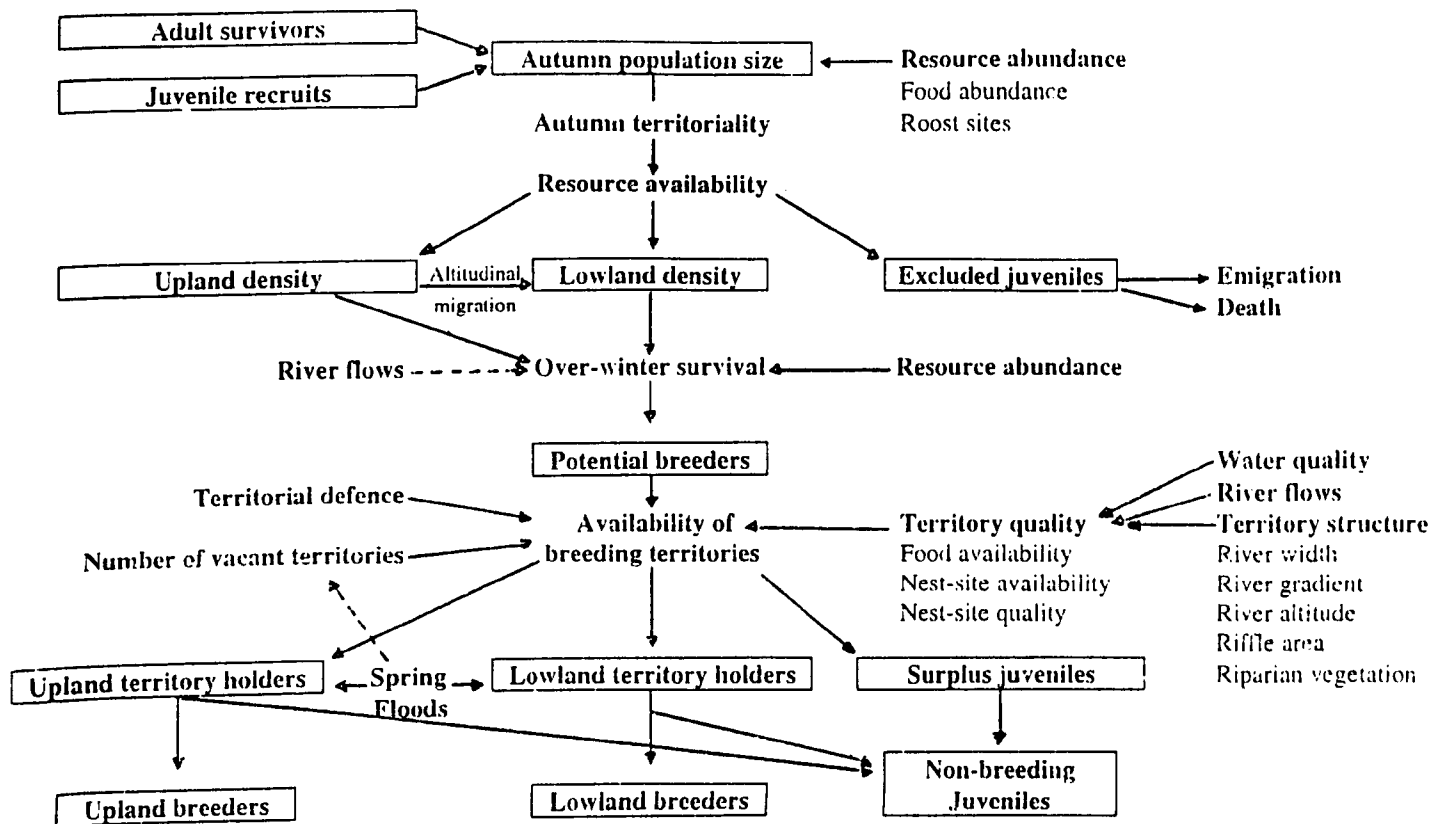 Adult survivors
Autumn population size
Resource abundance
Juvenile recruits
Food abundance
Roost sites
Autumn territoriality
Resource availability
Upland density
Altitudinal
migration
Lowland density
Excluded juveniles
Emigration
Death
River flows
Over-winter survival
Resource abundance
Potential breeders
Water quality
River flows
Territory structure
River width
River gradient
River altitude
Riffle area
Riparian vegetation
Territorial defence
Number of vacant territories
Availability of
breeding territories
Territory quality
Food availability
Nest-site availability
Nest-site quality
Upland territory holders
Spring
Floods
Lowland territory holders
Surplus juveniles
Upland breeders
Lowland breeders
Non-breeding
Juveniles